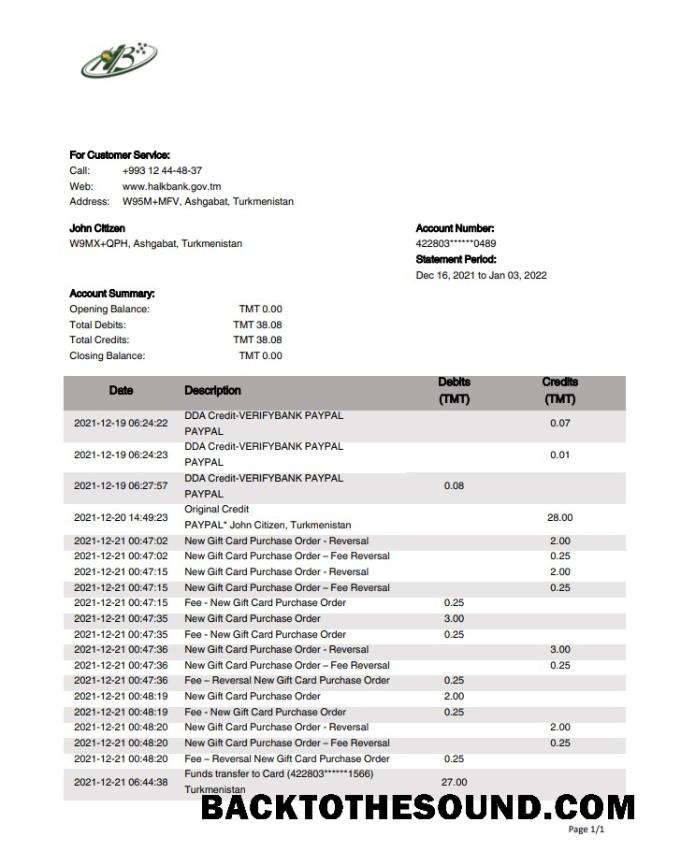 For Customer Service:
Call: +993 12 44-48-37
Web: www.halkbank.gov.tm
Address: W95M+MFV, Ashgabat, Turkmenistan
John Citizen
W9MX+QPH, Ashgabat, Turkmenistan
Account Number:
422803******0489
Statement Period:
Dec 16, 2021 to Jan 03, 2022
Account Summary:
Opening Balance: TMT 0.00
Total Debits: TMT 38.08
Total Credits: TMT 38.08
Closing Balance: TMT 0.00
Date Description Debits (TMT) Credits (TMT)
2021-12-19 06:24:22 DDA Credit-VERIFYBANK PAYPAL 0.07
PAYPAL
2021-12-19 06:24:23 DDA Credit-VERIFYBANK PAYPAL 0.01
PAYPAL
2021-12-19 06:27:57 DDA Credit-VERIFYBANK PAYPAL 0.08
PAYPAL
2021-12-20 14:49:23 Original Credit 28.00
PAYPAL* John Citizen, Turkmenistan
2021-12-21 00:47:02 New Gift Card Purchase Order - Reversal 2.00
2021-12-21 00:47:02 New Gift Card Purchase Order – Fee Reversal 0.25
2021-12-21 00:47:15 New Gift Card Purchase Order - Reversal 2.00
2021-12-21 00:47:15 New Gift Card Purchase Order – Fee Reversal 0.25
2021-12-21 00:47:15 Fee - New Gift Card Purchase Order 0.25
2021-12-21 00:47:35 New Gift Card Purchase Order 3.00
2021-12-21 00:47:35 Fee - New Gift Card Purchase Order 0.25
2021-12-21 00:47:36 New Gift Card Purchase Order - Reversal 3.00
2021-12-21 00:47:36 New Gift Card Purchase Order – Fee Reversal 0.25
2021-12-21 00:47:36 Fee – Reversal New Gift Card Purchase Order 0.25
2021-12-21 00:48:19 New Gift Card Purchase Order 2.00
2021-12-21 00:48:19 Fee - New Gift Card Purchase Order 0.25
2021-12-21 00:48:20 New Gift Card Purchase Order - Reversal 2.00
2021-12-21 00:48:20 New Gift Card Purchase Order – Fee Reversal 0.25
2021-12-21 00:48:20 Fee – Reversal New Gift Card Purchase Order 0.25
2021-12-21 06:44:38 Funds transfer to Card (422803******1566) 27.00
Turkmenistan
BACKTOTHESOUND.COM
Page 1/1